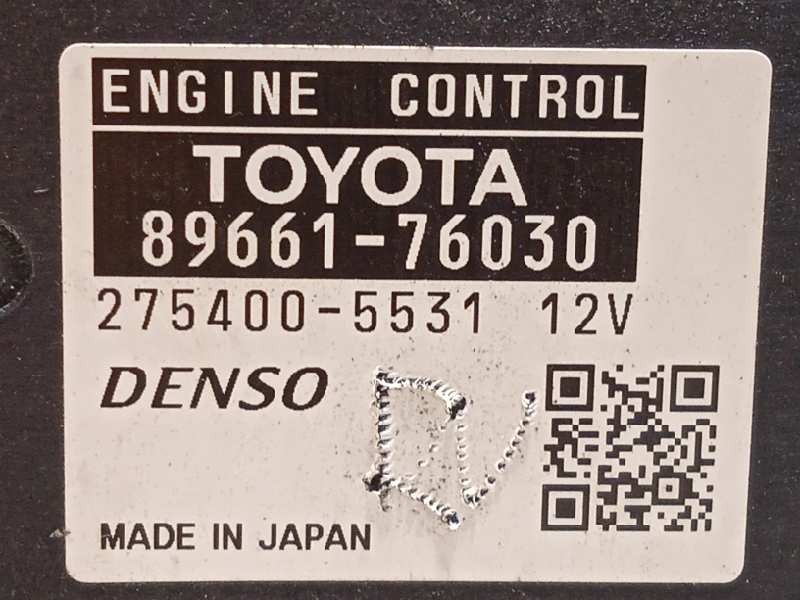 ENGINE CONTROL
TOYOTA
89661-76030
275400-5531 12V
DENSO
MADE IN JAPAN